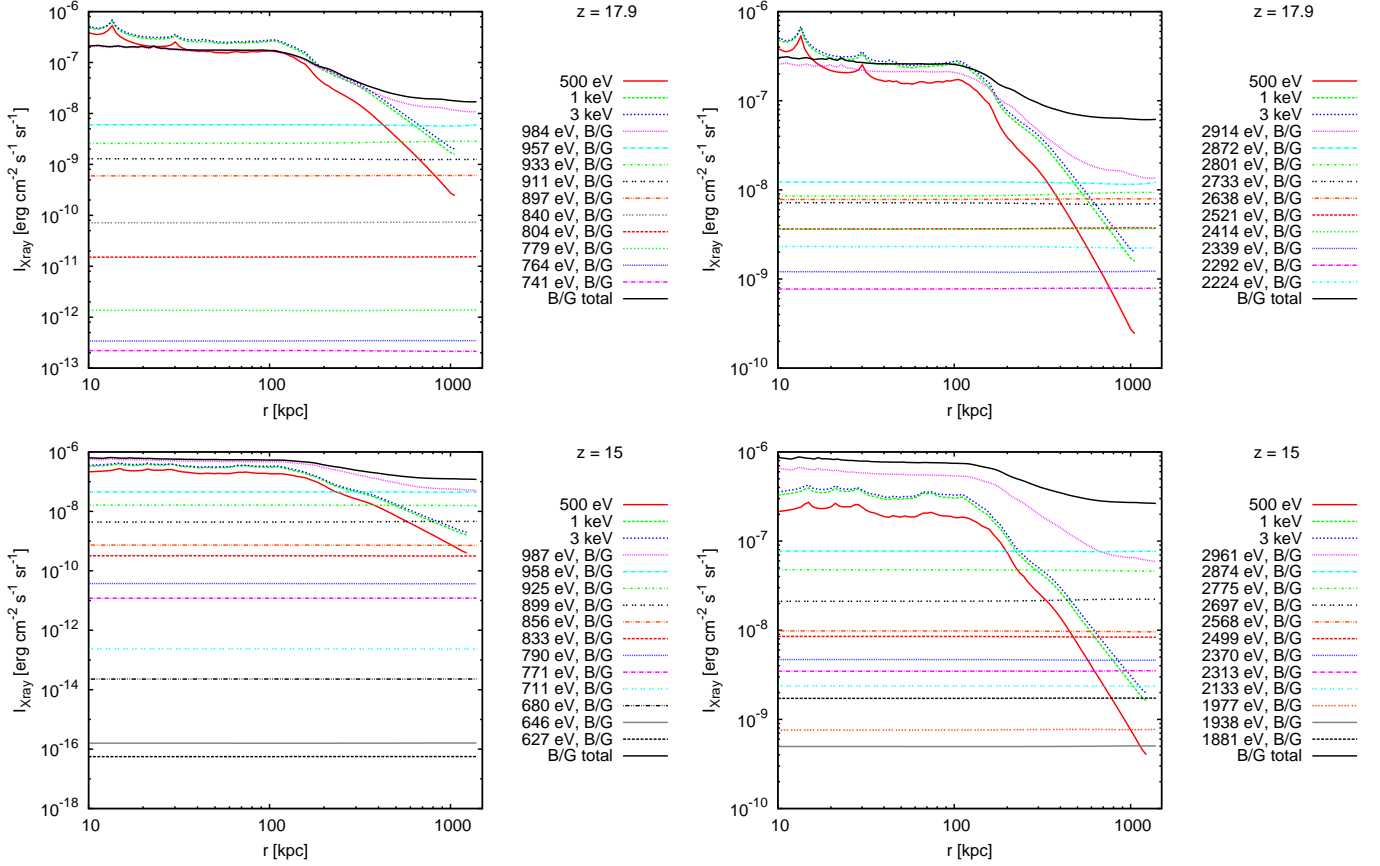 z = 17.9
10^-6
10^-7
10^-8
10^-9
10^-10
10^-11
10^-12
10^-13
I_Xray [erg cm^-2 s^-1 sr^-1]
10
100
1000
r [kpc]
500 eV
1 keV
3 keV
984 eV, B/G
957 eV, B/G
933 eV, B/G
911 eV, B/G
897 eV, B/G
840 eV, B/G
804 eV, B/G
779 eV, B/G
764 eV, B/G
741 eV, B/G
B/G total
z = 17.9
10^-6
10^-7
10^-8
10^-9
10^-10
I_Xray [erg cm^-2 s^-1 sr^-1]
10
100
1000
r [kpc]
500 eV
1 keV
3 keV
2914 eV, B/G
2872 eV, B/G
2801 eV, B/G
2733 eV, B/G
2638 eV, B/G
2521 eV, B/G
2414 eV, B/G
2339 eV, B/G
2292 eV, B/G
2224 eV, B/G
B/G total
z = 15
10^-6
10^-8
10^-10
10^-12
10^-14
10^-16
10^-18
I_Xray [erg cm^-2 s^-1 sr^-1]
10
100
1000
r [kpc]
500 eV
1 keV
3 keV
987 eV, B/G
958 eV, B/G
925 eV, B/G
899 eV, B/G
856 eV, B/G
833 eV, B/G
790 eV, B/G
771 eV, B/G
711 eV, B/G
680 eV, B/G
646 eV, B/G
627 eV, B/G
B/G total
z = 15
10^-6
10^-7
10^-8
10^-9
10^-10
I_Xray [erg cm^-2 s^-1 sr^-1]
10
100
1000
r [kpc]
500 eV
1 keV
3 keV
2961 eV, B/G
2874 eV, B/G
2775 eV, B/G
2697 eV, B/G
2568 eV, B/G
2499 eV, B/G
2370 eV, B/G
2313 eV, B/G
2133 eV, B/G
1977 eV, B/G
1938 eV, B/G
1881 eV, B/G
B/G total